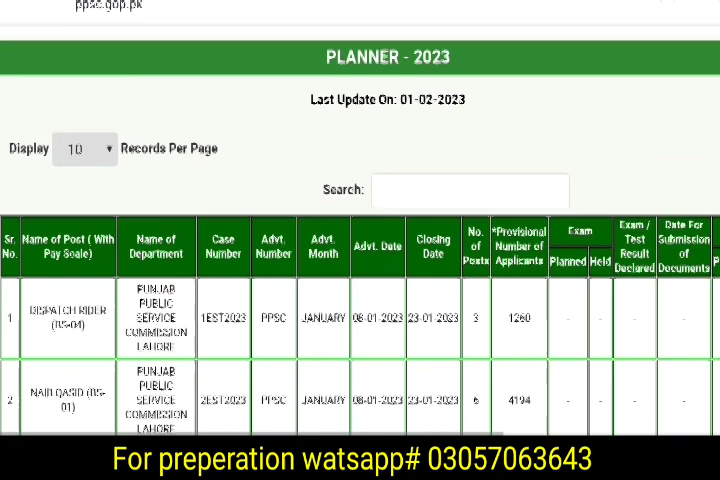 ppsc.gop.pk
PLANNER - 2023
Last Update On: 01-02-2023
Display 10 Records Per Page
Search:
Sr. No.
Name of Post ( With Pay Scale)
Name of Department
Case Number
Advt. Number
Advt. Month
Advt. Date
Closing Date
No. of Posts
*Provisional Number of Applicants
Exam
Planned
Held
Exam / Test Result Declared
Date For Submission of Documents
1
DISPATCH RIDER (BS-04)
PUNJAB PUBLIC SERVICE COMMISSION LAHORE
1EST2023
PPSC
JANUARY
08-01-2023
23-01-2023
3
1260
-
-
-
-
2
NAIB QASID (BS-01)
PUNJAB PUBLIC SERVICE COMMISSION LAHORE
2EST2023
PPSC
JANUARY
08-01-2023
23-01-2023
6
4194
-
-
-
-
For preperation watsapp# 03057063643